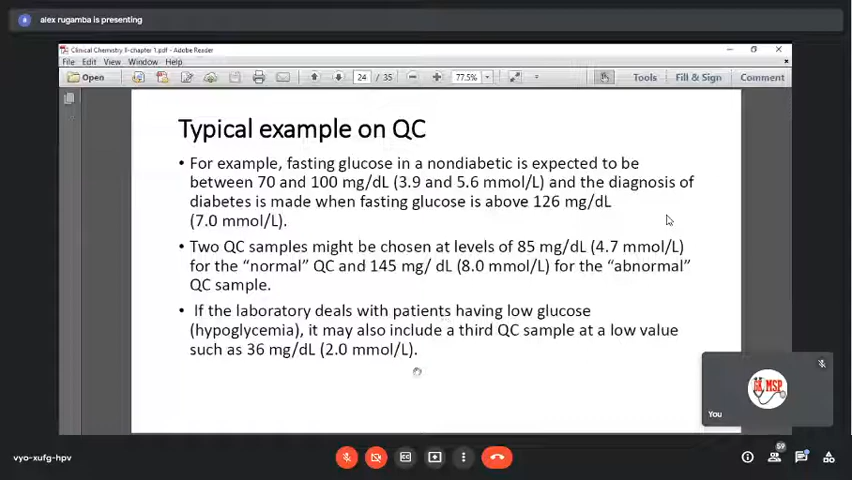 alex rugamba is presenting
Clinical Chemistry II-chapter 1.pdf - Adobe Reader
File Edit View Window Help
Open 24 / 35 77.5% Tools Fill & Sign Comment
Typical example on QC
• For example, fasting glucose in a nondiabetic is expected to be
between 70 and 100 mg/dL (3.9 and 5.6 mmol/L) and the diagnosis of
diabetes is made when fasting glucose is above 126 mg/dL
(7.0 mmol/L).
• Two QC samples might be chosen at levels of 85 mg/dL (4.7 mmol/L)
for the “normal” QC and 145 mg/ dL (8.0 mmol/L) for the “abnormal”
QC sample.
• If the laboratory deals with patients having low glucose
(hypoglycemia), it may also include a third QC sample at a low value
such as 36 mg/dL (2.0 mmol/L).
MSP
You
vyo-xufg-hpv
59